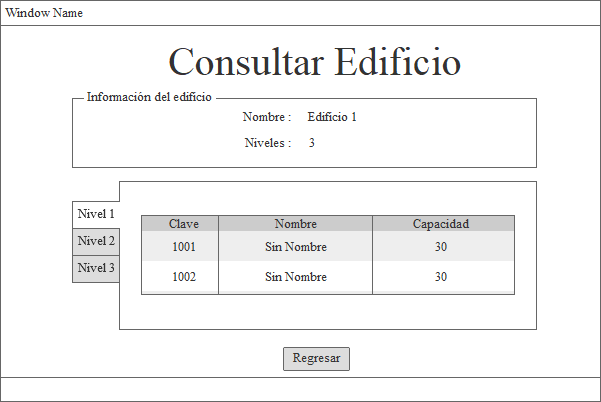 Window Name
Consultar Edificio
Información del edificio
Nombre : Edificio 1
Niveles : 3
Nivel 1
Nivel 2
Nivel 3
Clave Nombre Capacidad
1001 Sin Nombre 30
1002 Sin Nombre 30
Regresar